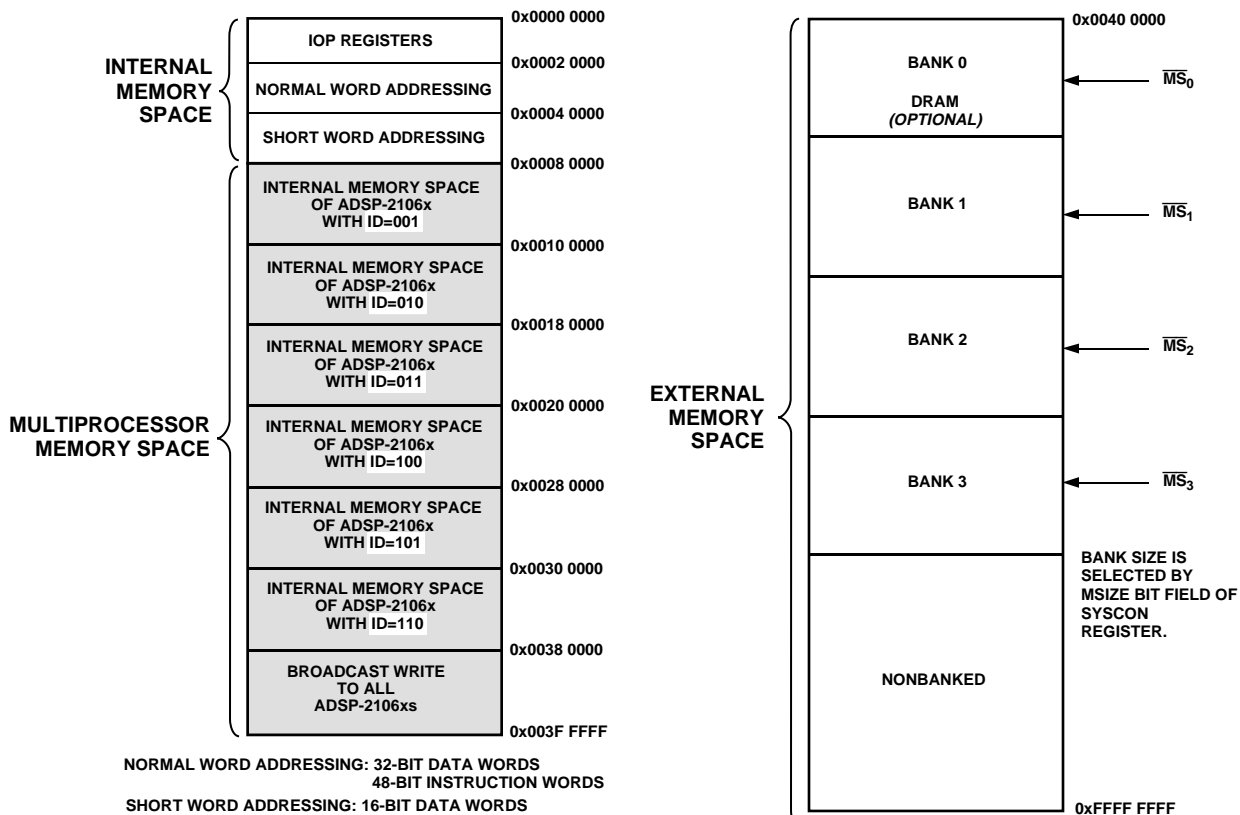 INTERNAL
MEMORY
SPACE
0x0000 0000
IOP REGISTERS
0x0002 0000
NORMAL WORD ADDRESSING
0x0004 0000
SHORT WORD ADDRESSING
0x0008 0000
MULTIPROCESSOR
MEMORY SPACE
INTERNAL MEMORY SPACE
OF ADSP-2106x
WITH ID=001
0x0010 0000
INTERNAL MEMORY SPACE
OF ADSP-2106x
WITH ID=010
0x0018 0000
INTERNAL MEMORY SPACE
OF ADSP-2106x
WITH ID=011
0x0020 0000
INTERNAL MEMORY SPACE
OF ADSP-2106x
WITH ID=100
0x0028 0000
INTERNAL MEMORY SPACE
OF ADSP-2106x
WITH ID=101
0x0030 0000
INTERNAL MEMORY SPACE
OF ADSP-2106x
WITH ID=110
0x0038 0000
BROADCAST WRITE
TO ALL
ADSP-2106xs
0x003F FFFF
NORMAL WORD ADDRESSING: 32-BIT DATA WORDS
48-BIT INSTRUCTION WORDS
SHORT WORD ADDRESSING: 16-BIT DATA WORDS
EXTERNAL
MEMORY
SPACE
0x0040 0000
BANK 0
DRAM
(OPTIONAL)
MS0
BANK 1
MS1
BANK 2
MS2
BANK 3
MS3
BANK SIZE IS
SELECTED BY
MSIZE BIT FIELD OF
SYSCON
REGISTER.
NONBANKED
0xFFFF FFFF